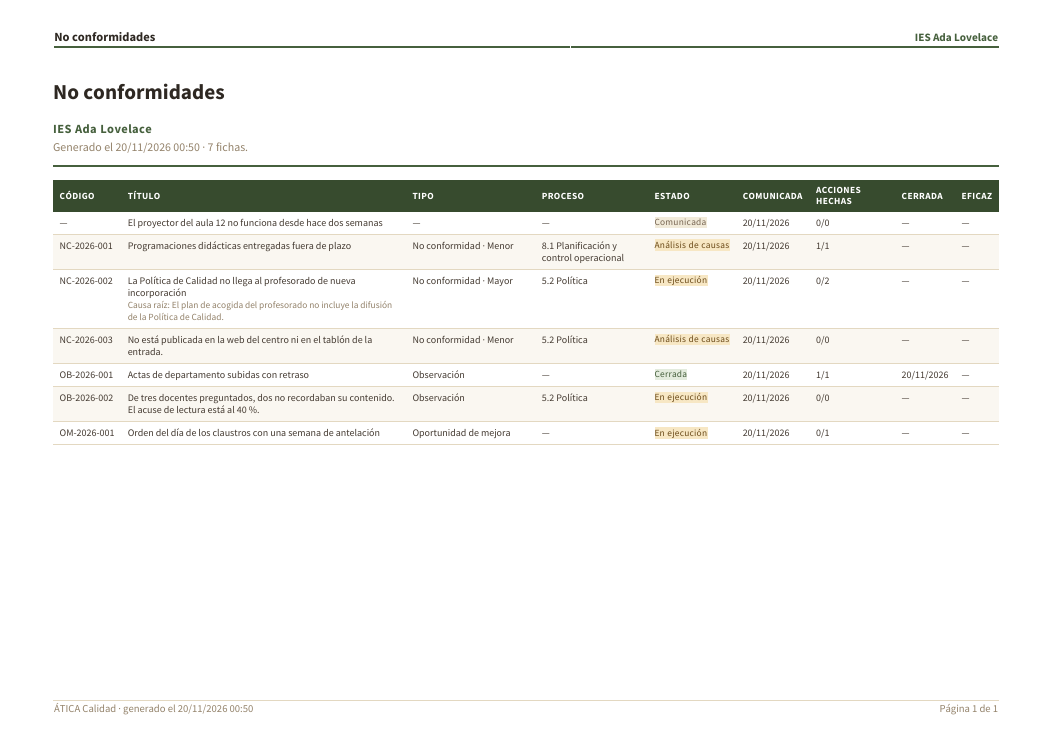 No conformidades
IES Ada Lovelace
No conformidades
IES Ada Lovelace
Generado el 20/11/2026 00:50 · 7 fichas.
CÓDIGO TÍTULO TIPO PROCESO ESTADO COMUNICADA ACCIONES HECHAS CERRADA EFICAZ
— El proyector del aula 12 no funciona desde hace dos semanas — — Comunicada 20/11/2026 0/0 — —
NC-2026-001 Programaciones didácticas entregadas fuera de plazo No conformidad · Menor 8.1 Planificación y Análisis de causas 20/11/2026 1/1 — —
control operacional
NC-2026-002 La Política de Calidad no llega al profesorado de nueva No conformidad · Mayor 5.2 Política En ejecución 20/11/2026 0/2 — —
incorporación
Causa raíz: El plan de acogida del profesorado no incluye la difusión
de la Política de Calidad.
NC-2026-003 No está publicada en la web del centro ni en el tablón de la No conformidad · Menor 5.2 Política Análisis de causas 20/11/2026 0/0 — —
entrada.
OB-2026-001 Actas de departamento subidas con retraso Observación — Cerrada 20/11/2026 1/1 20/11/2026 —
OB-2026-002 De tres docentes preguntados, dos no recordaban su contenido. Observación 5.2 Política En ejecución 20/11/2026 0/0 — —
El acuse de lectura está al 40 %.
OM-2026-001 Orden del día de los claustros con una semana de antelación Oportunidad de mejora — En ejecución 20/11/2026 0/1 — —
ÁTICA Calidad · generado el 20/11/2026 00:50
Página 1 de 1